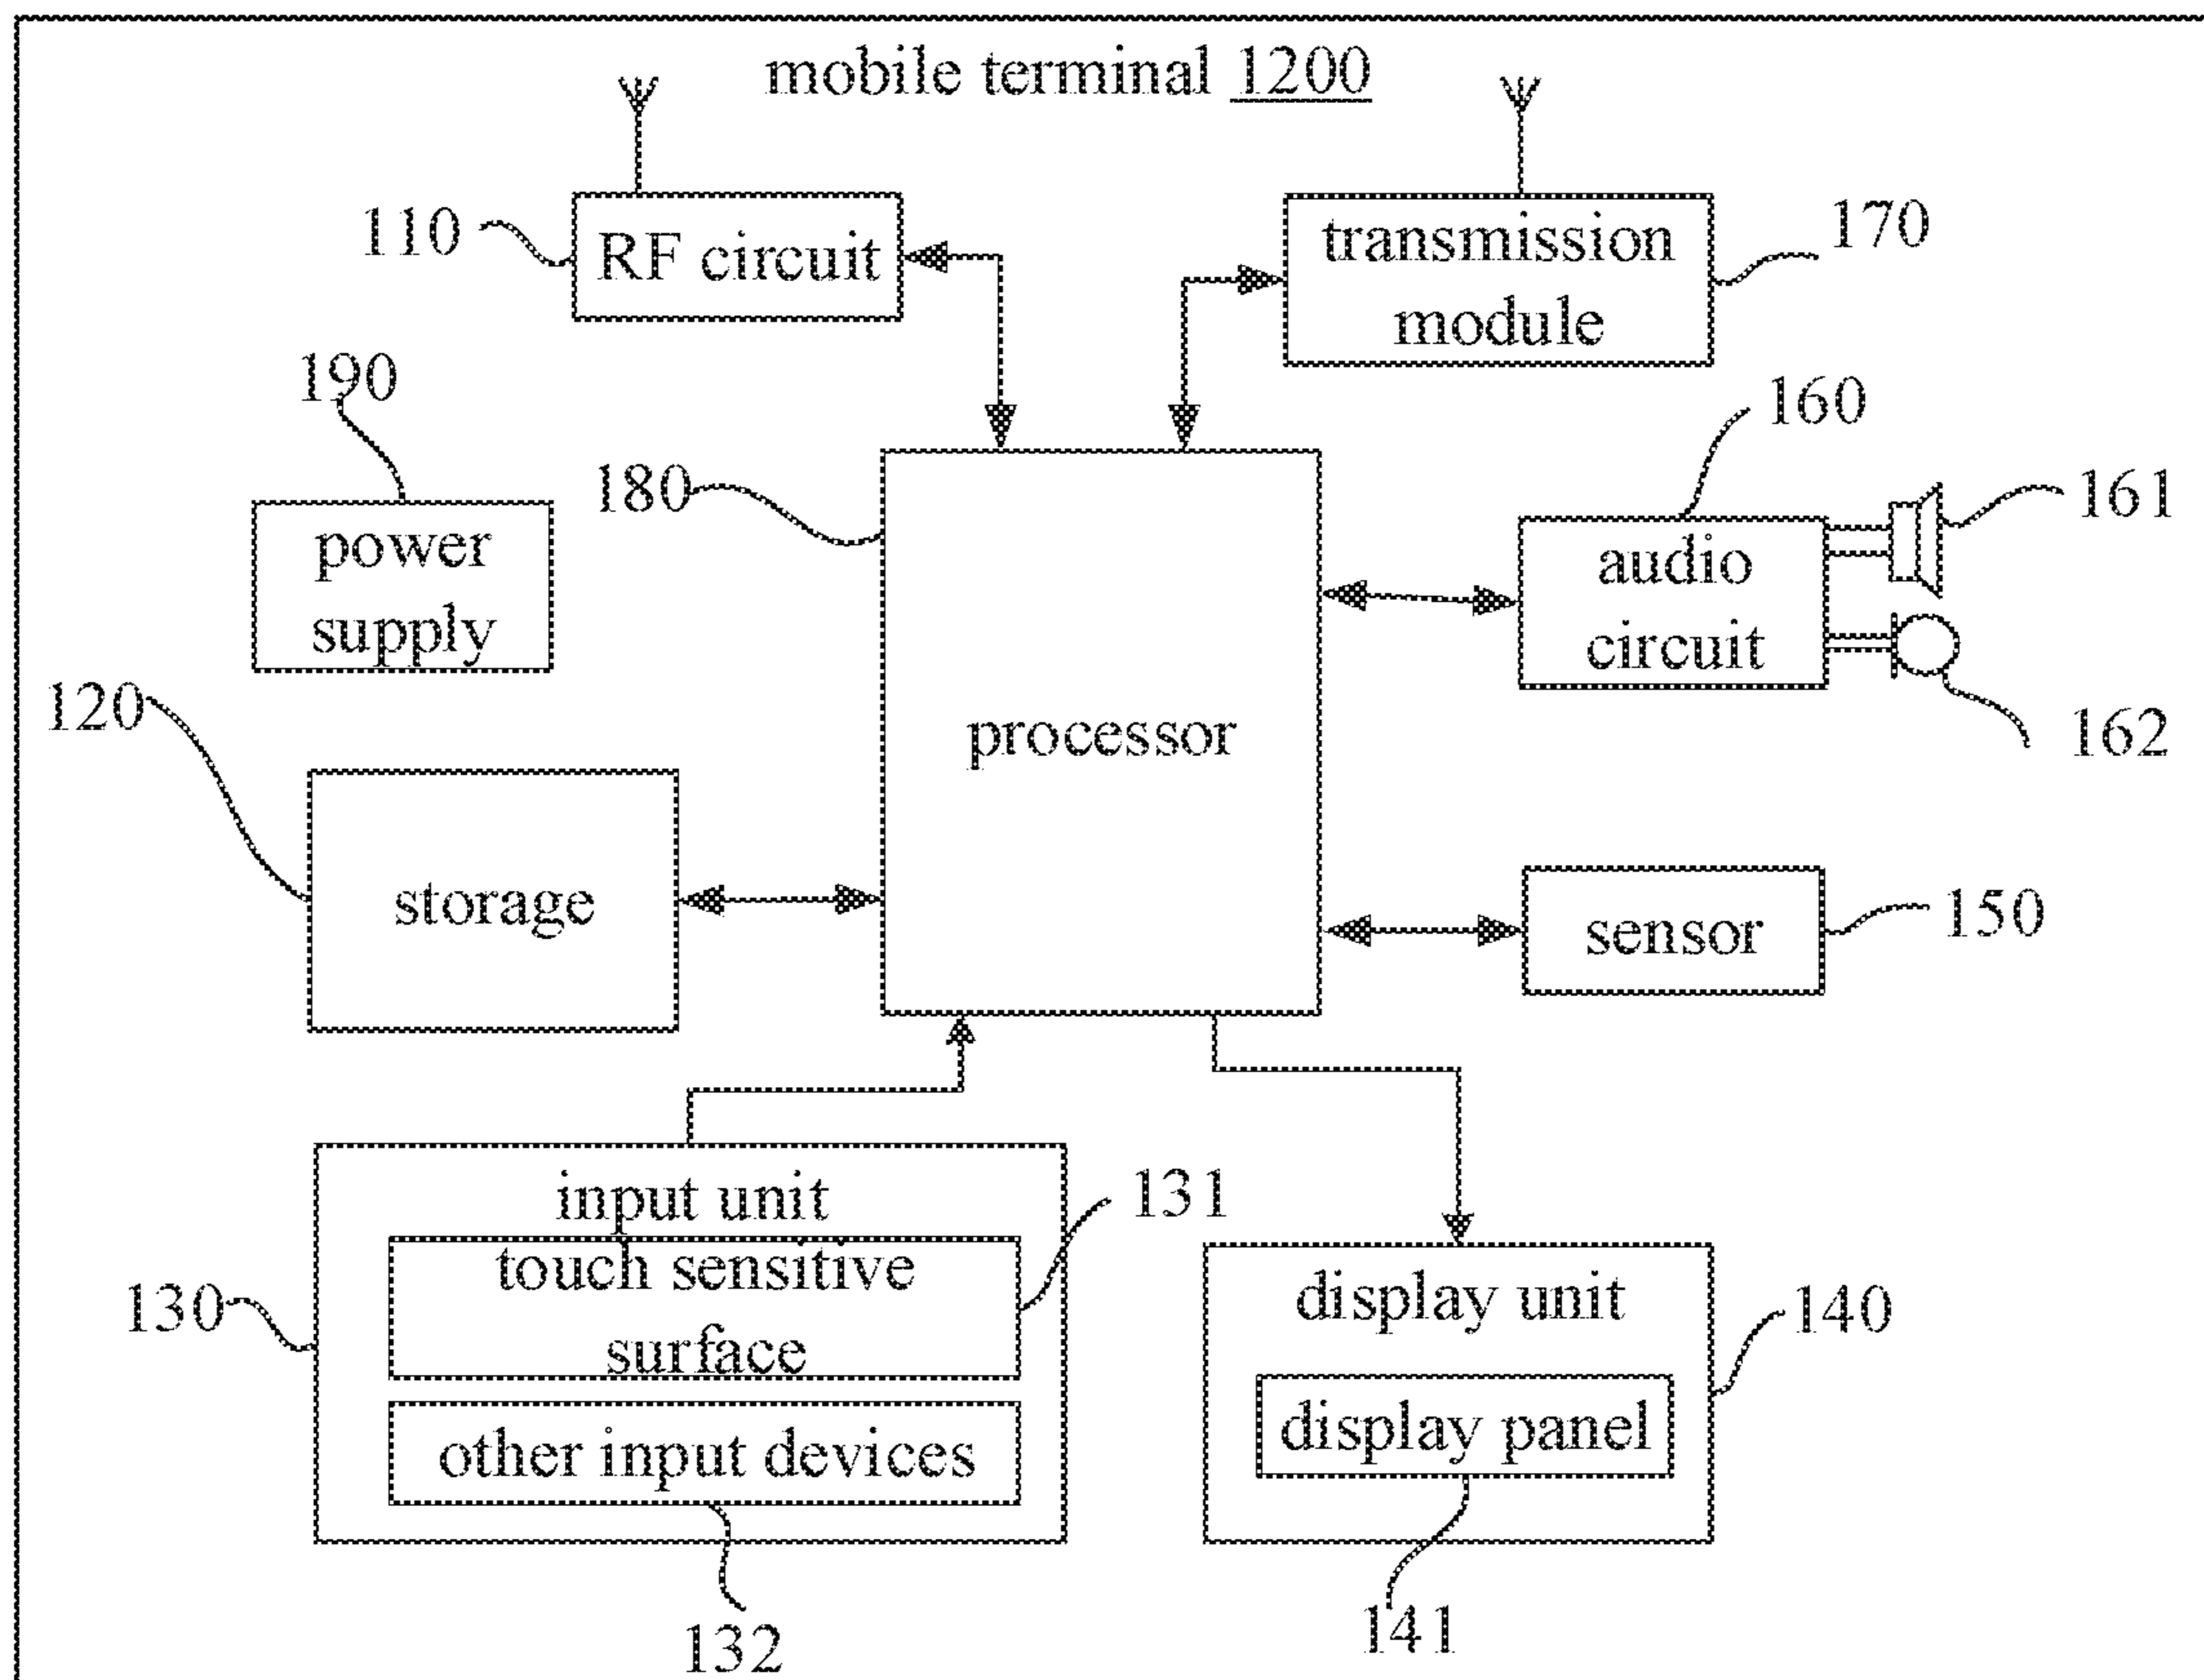 mobile terminal 1200
110
RF circuit
transmission
module
170
190
power
supply
180
processor
160
audio
circuit
161
162
120
storage
sensor
150
input unit
131
touch sensitive
surface
130
other input devices
132
display unit
140
display panel
141